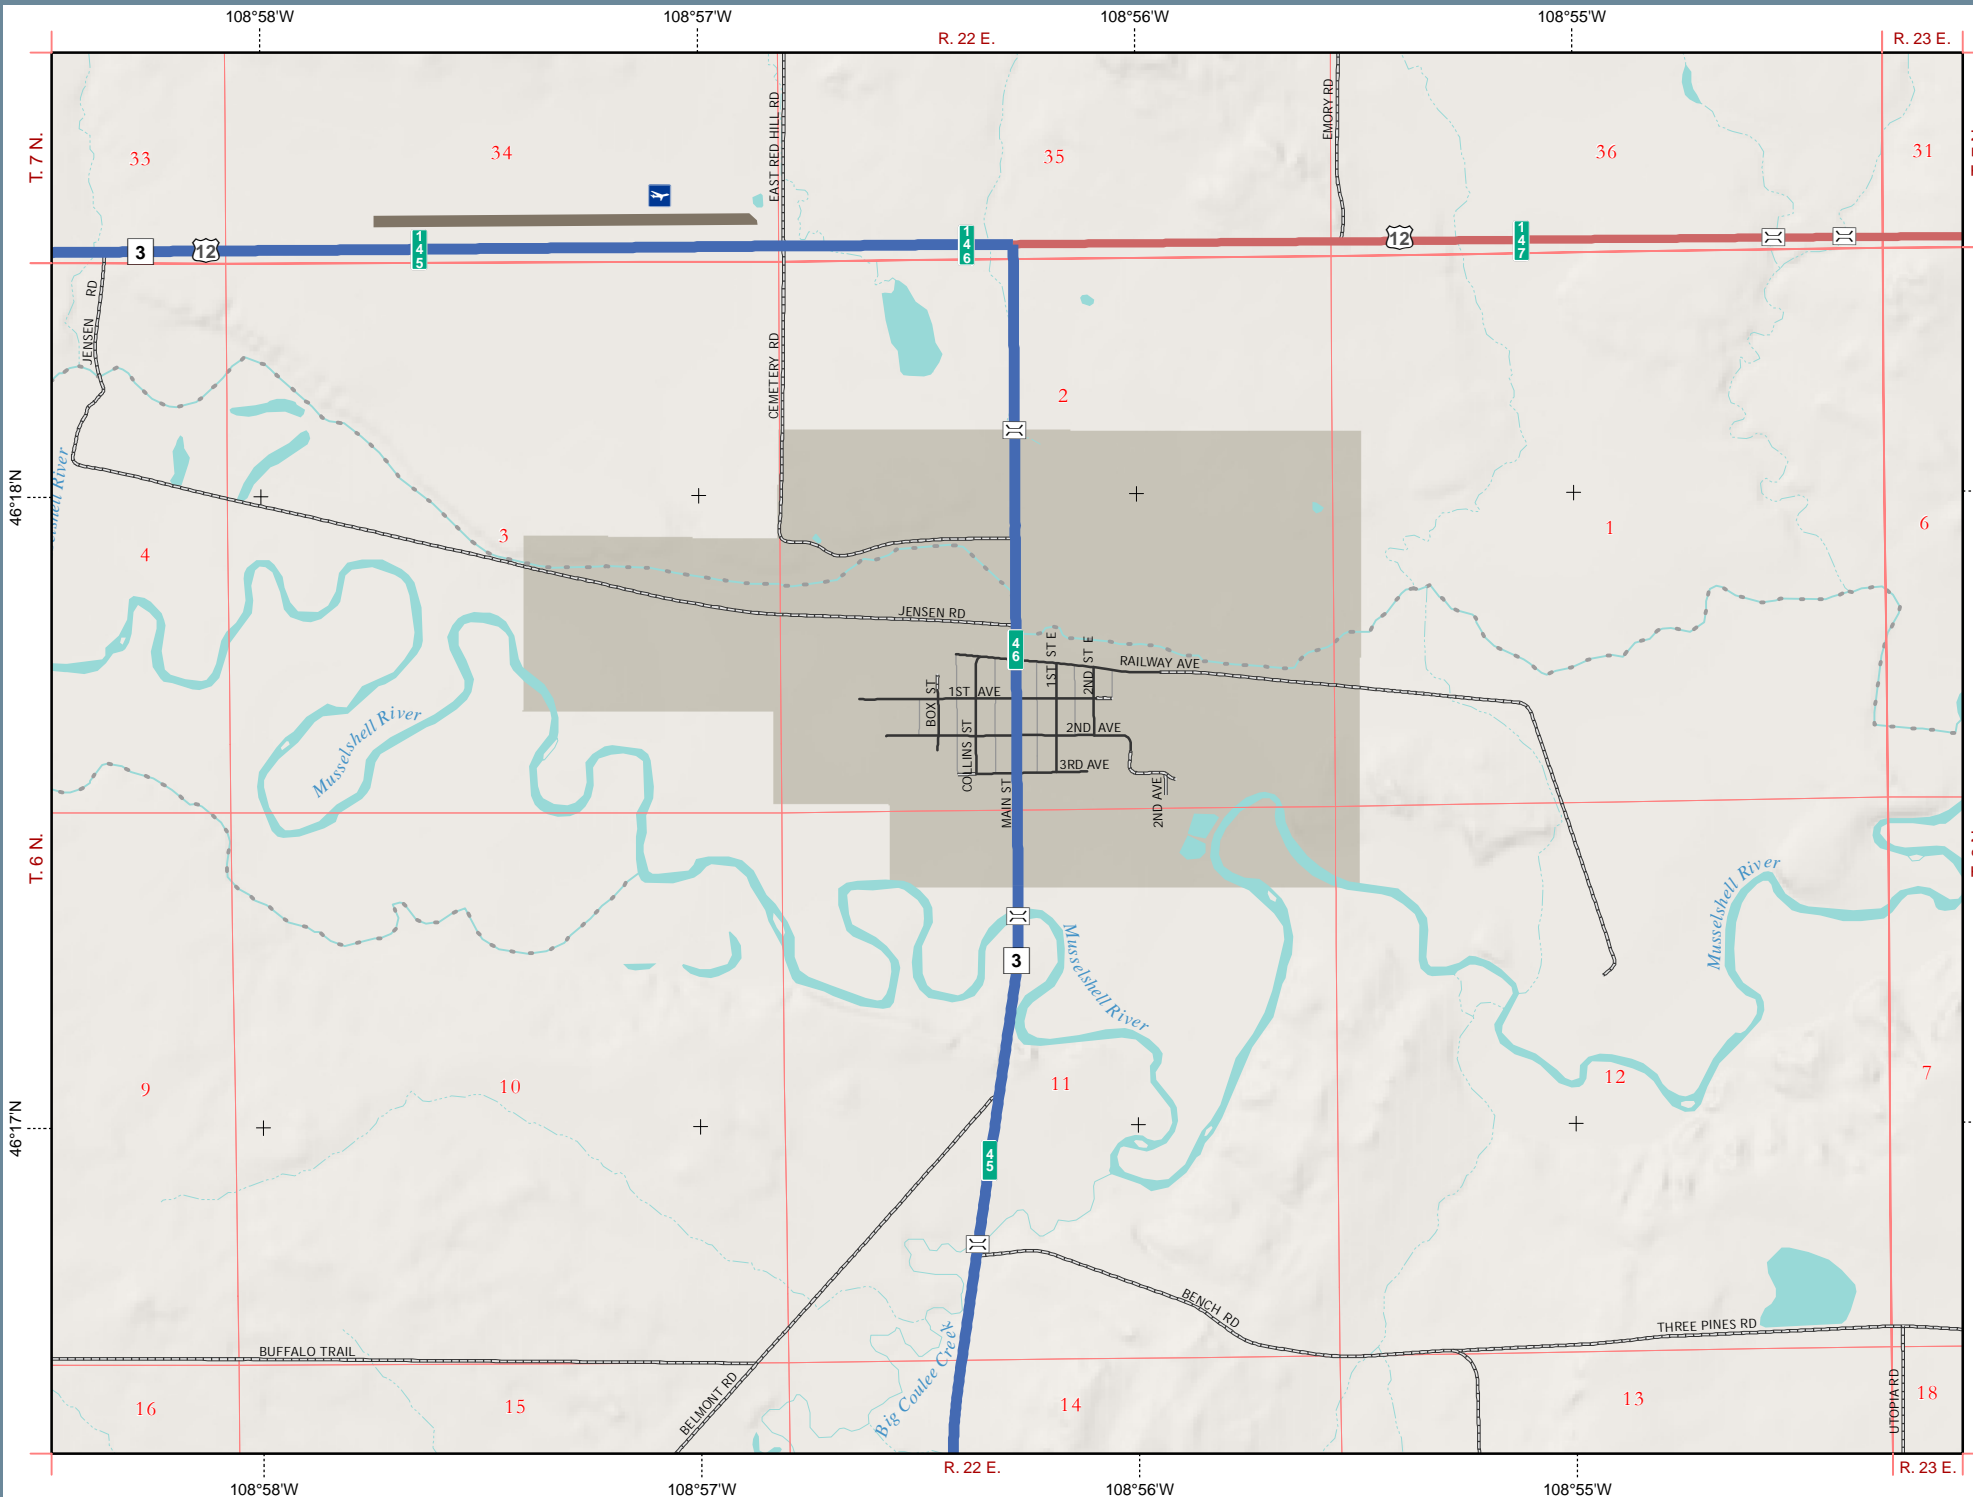 108°58'W
108°57'W
108°56'W
108°55'W
R. 22 E.
R. 23 E.
T. 7 N.
33
34
EAST RED HILL RD
35
EMORY RD
36
31
3
12
145
146
12
147
JENSEN RD
CEMETERY RD
2
46°18'N
4
3
1
6
JENSEN RD
46
1ST ST E
2ND ST E
RAILWAY AVE
BOX ST
1ST AVE
COLLINS ST
2ND AVE
3RD AVE
MAIN ST
2ND AVE
Musselshell River
T. 6 N.
Musselshell River
3
Musselshell River
9
10
11
12
7
46°17'N
45
BENCH RD
THREE PINES RD
BUFFALO TRAIL
BELMONT RD
Big Coulee Creek
UTOPIA RD
16
15
14
13
18
R. 22 E.
R. 23 E.
108°58'W
108°57'W
108°56'W
108°55'W